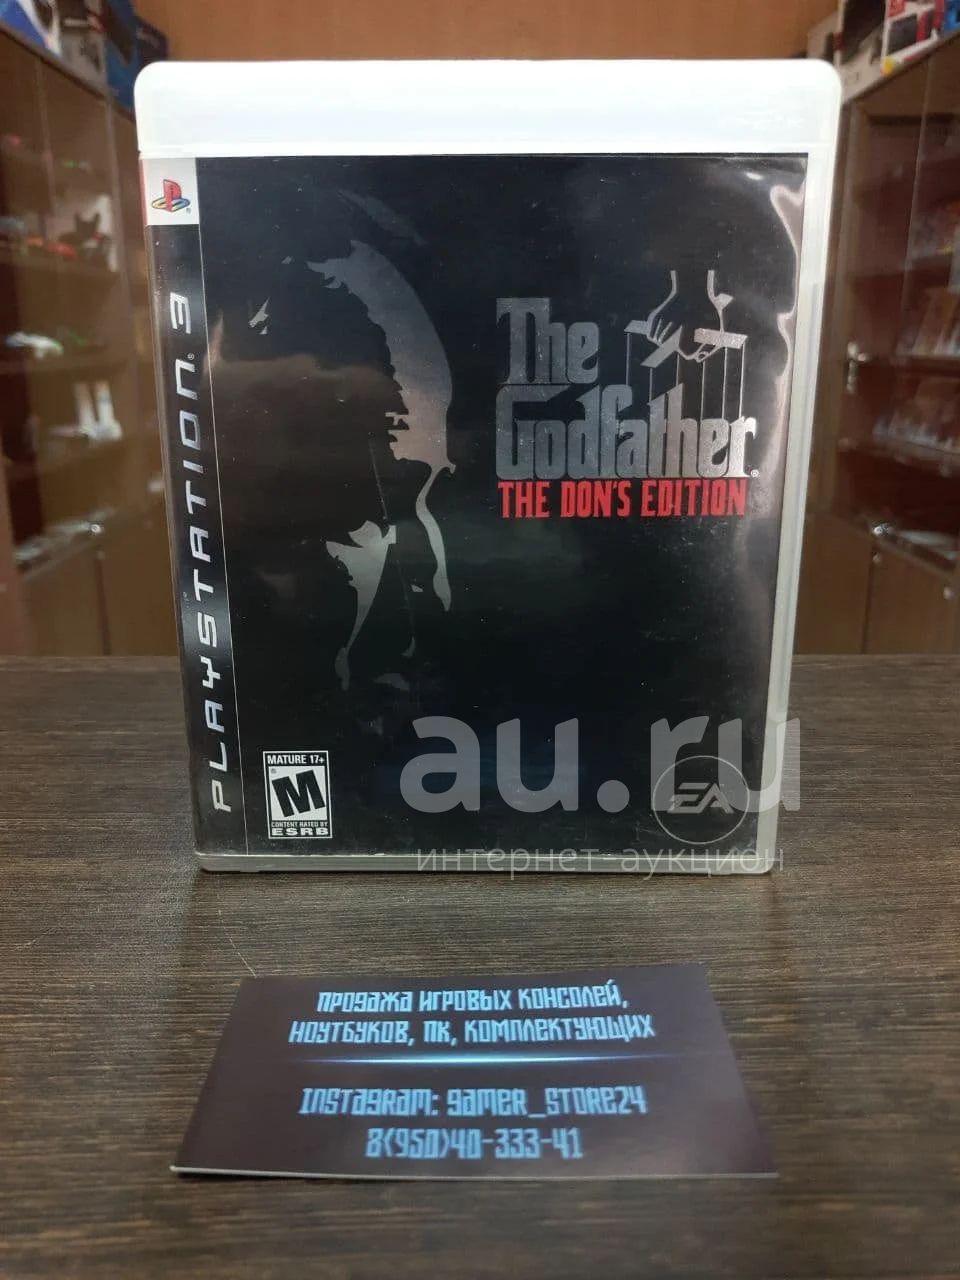 PLAYSTATION 3
The
Godfather
THE DON'S EDITION
MATURE 17+
M
CONTENT RATED BY
ESRB
EA
au.ru
интернет аукцион
ПРОДАЖА ИГРОВЫХ КОНСОЛЕЙ,
НОУТБУКОВ, ПК, КОМПЛЕКТУЮЩИХ
INSTAGRAM: GAMER_STORE24
8(950)40-333-41